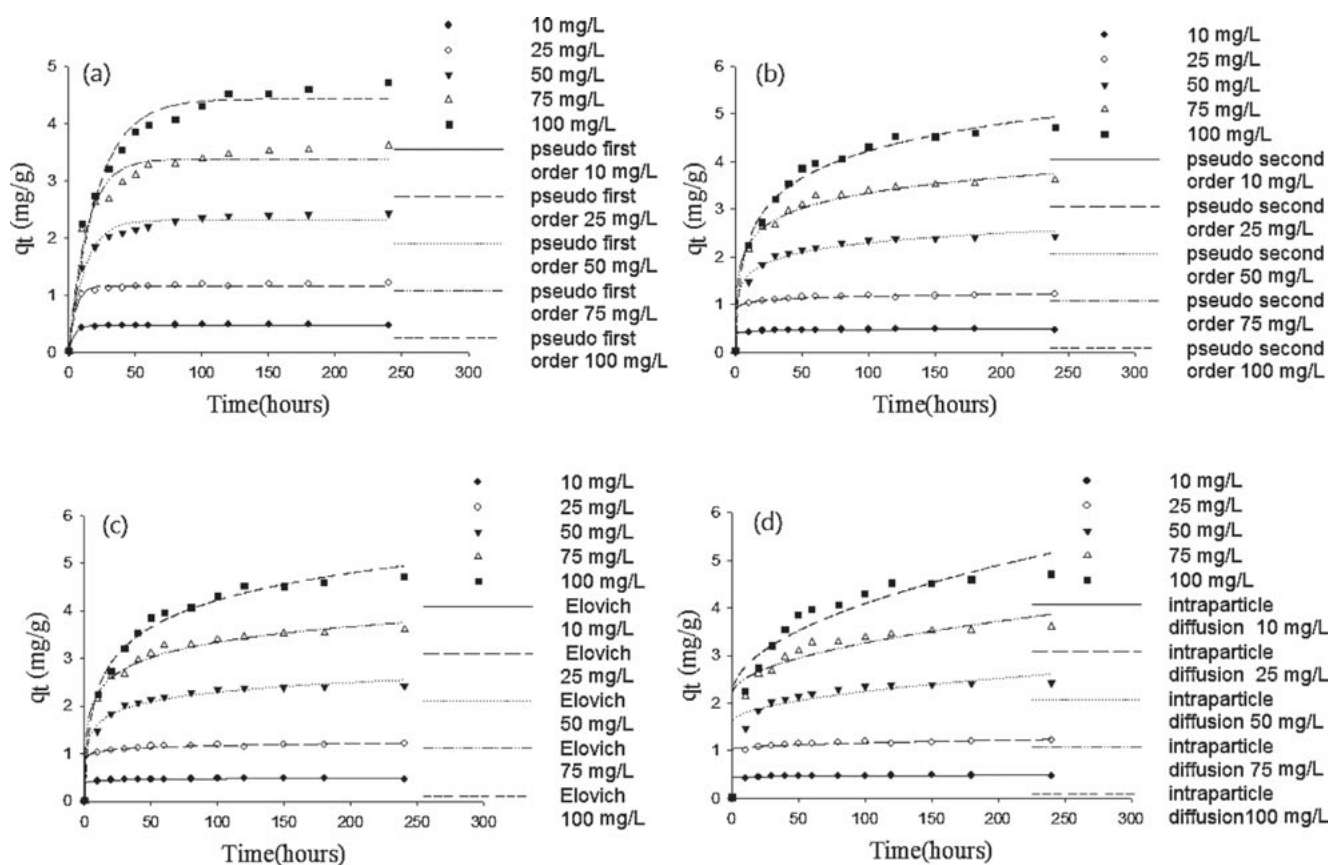 (a)
10 mg/L
25 mg/L
50 mg/L
75 mg/L
100 mg/L
pseudo first
order 10 mg/L
pseudo first
order 25 mg/L
pseudo first
order 50 mg/L
pseudo first
order 75 mg/L
pseudo first
order 100 mg/L
qt (mg/g)
5
4
3
2
1
0
0 50 100 150 200 250 300
Time(hours)
(b)
10 mg/L
25 mg/L
50 mg/L
75 mg/L
100 mg/L
pseudo second
order 10 mg/L
pseudo second
order 25 mg/L
pseudo second
order 50 mg/L
pseudo second
order 75 mg/L
pseudo second
order 100 mg/L
qt (mg/g)
6
5
4
3
2
1
0
0 50 100 150 200 250 300
Time(hours)
(c)
10 mg/L
25 mg/L
50 mg/L
75 mg/L
100 mg/L
Elovich
10 mg/L
Elovich
25 mg/L
Elovich
50 mg/L
Elovich
75 mg/L
Elovich
100 mg/L
qt (mg/g)
6
5
4
3
2
1
0
0 50 100 150 200 250 300
Time(hours)
(d)
10 mg/L
25 mg/L
50 mg/L
75 mg/L
100 mg/L
intraparticle
diffusion 10 mg/L
intraparticle
diffusion 25 mg/L
intraparticle
diffusion 50 mg/L
intraparticle
diffusion 75 mg/L
intraparticle
diffusion100 mg/L
qt (mg/g)
6
5
4
3
2
1
0
0 50 100 150 200 250 300
Time(hours)